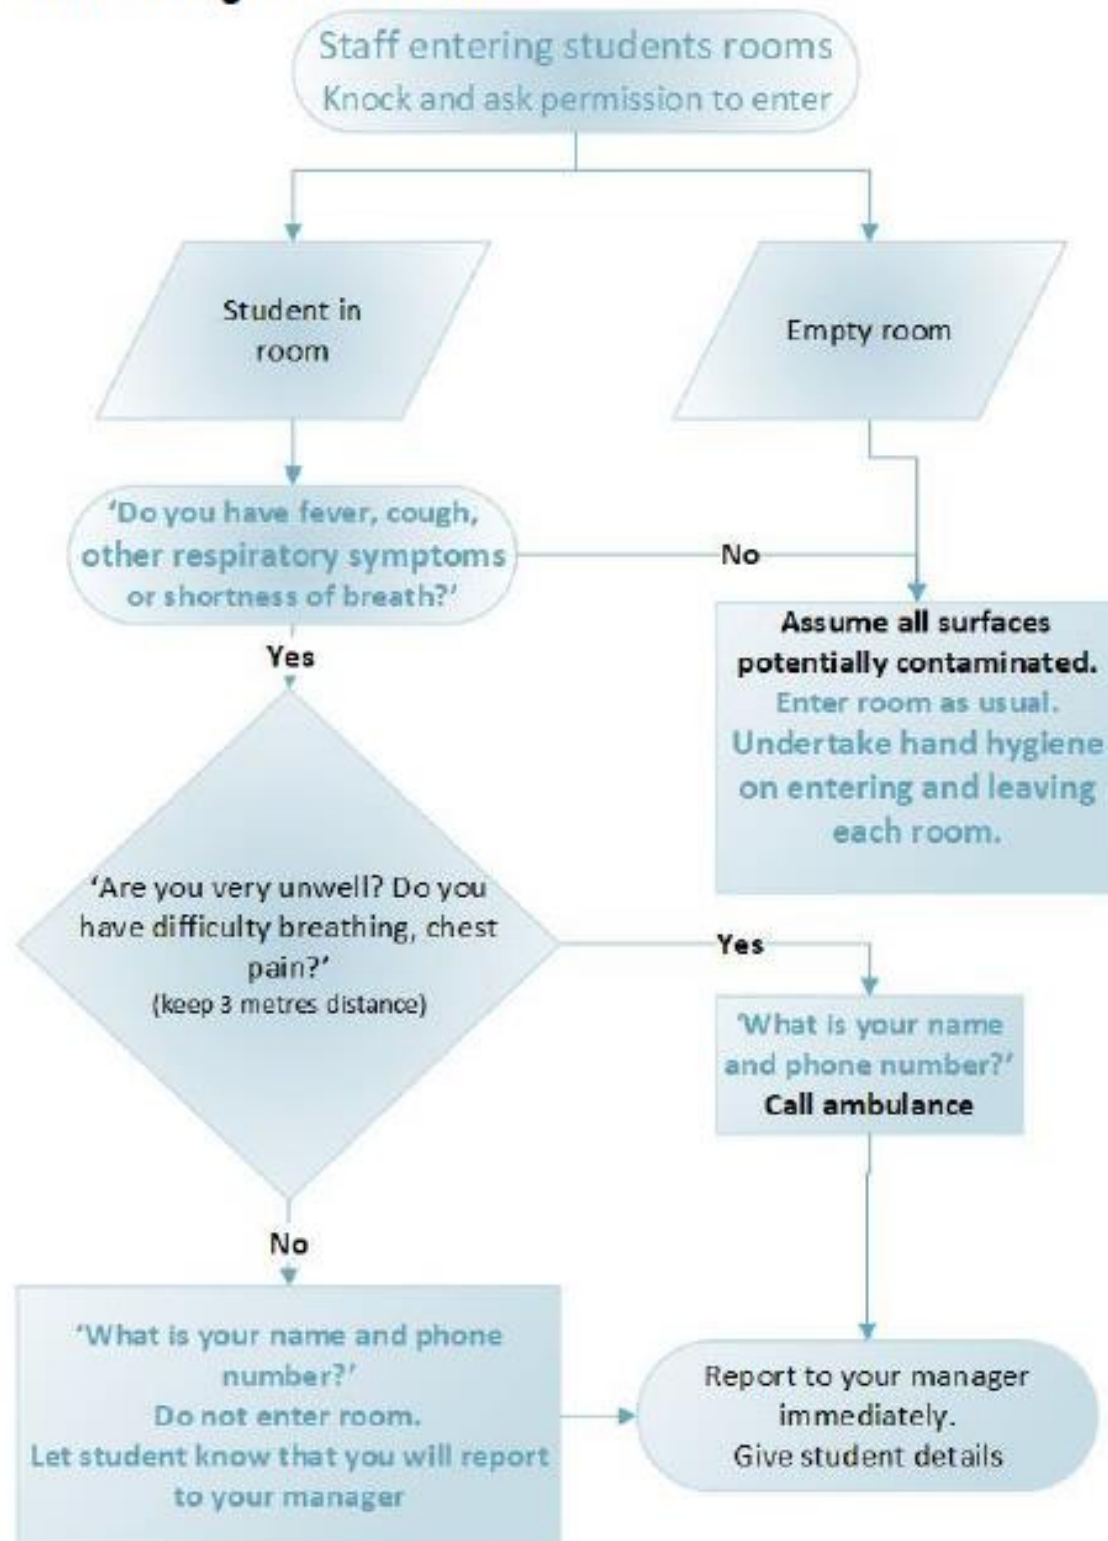 Staff entering students rooms
Knock and ask permission to enter
Student in
room
Empty room
'Do you have fever, cough,
other respiratory symptoms
or shortness of breath?'
No
Yes
Assume all surfaces
potentially contaminated.
Enter room as usual.
Undertake hand hygiene
on entering and leaving
each room.
'Are you very unwell? Do you
have difficulty breathing, chest
pain?'
(keep 3 metres distance)
Yes
'What is your name
and phone number?'
Call ambulance
No
'What is your name and phone
number?'
Do not enter room.
Let student know that you will report
to your manager
Report to your manager
immediately.
Give student details